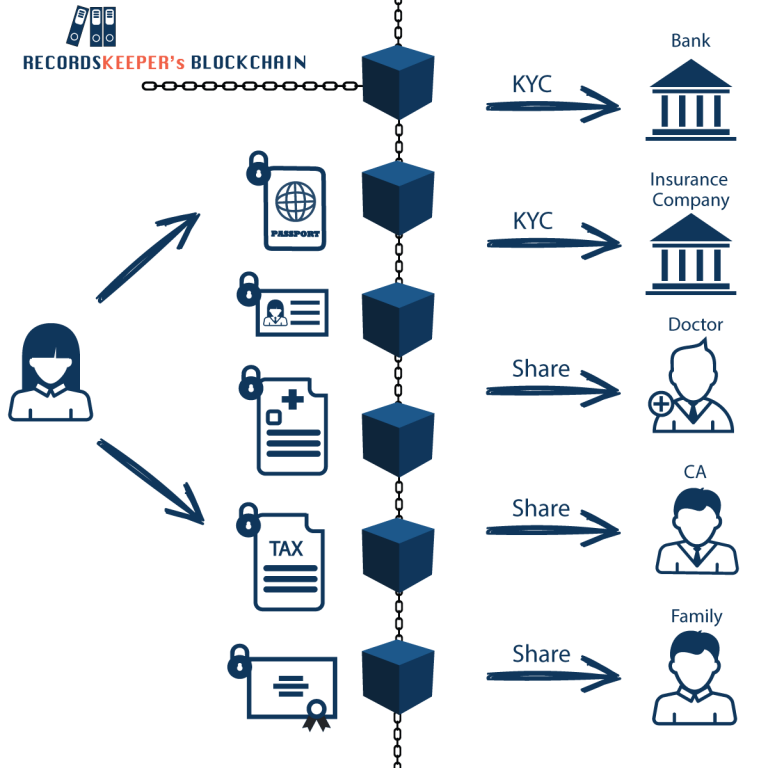 RECORDSKEEPER's BLOCKCHAIN
KYC
Bank
PASSPORT
KYC
Insurance
Company
Doctor
Share
CA
Share
TAX
Family
Share